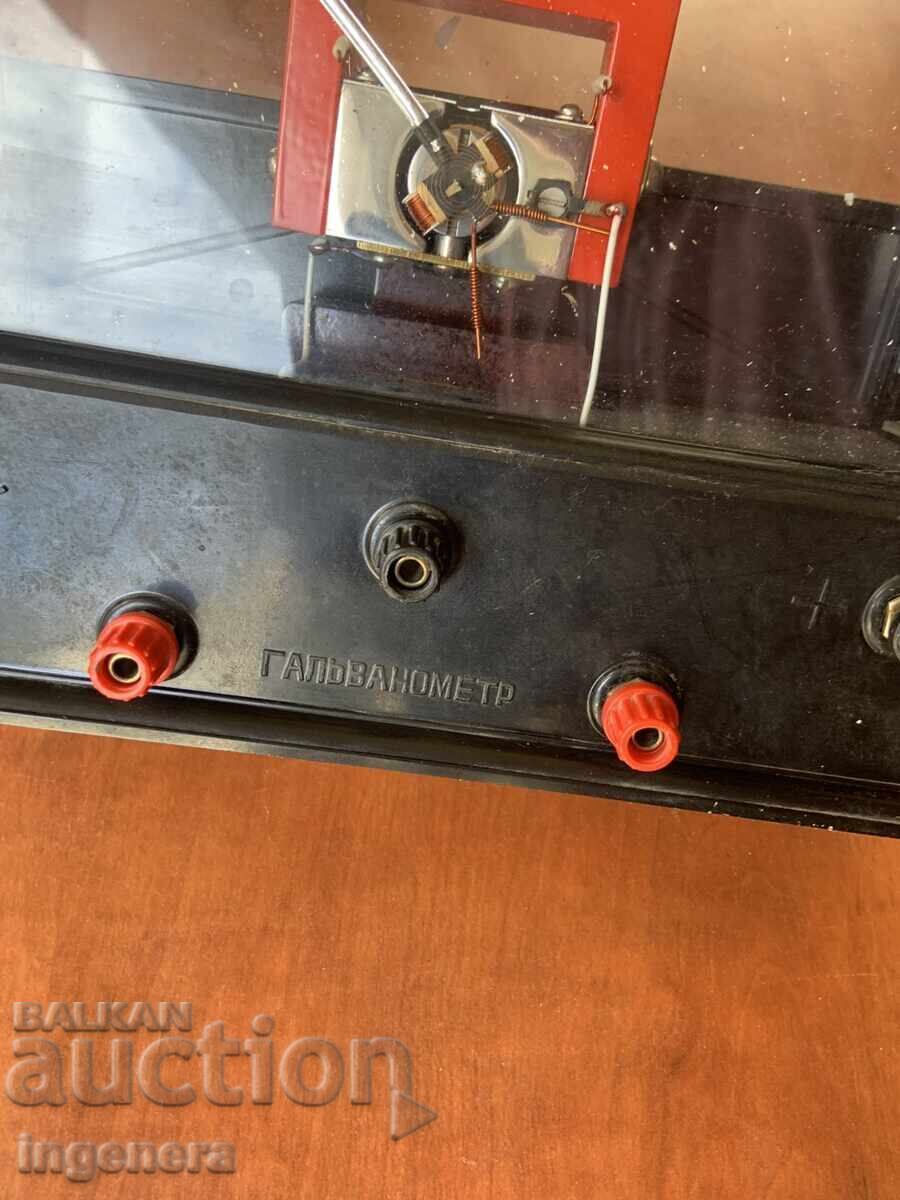 +
ГАЛЬВАНОМЕТР
BALKAN
auction
ingenera